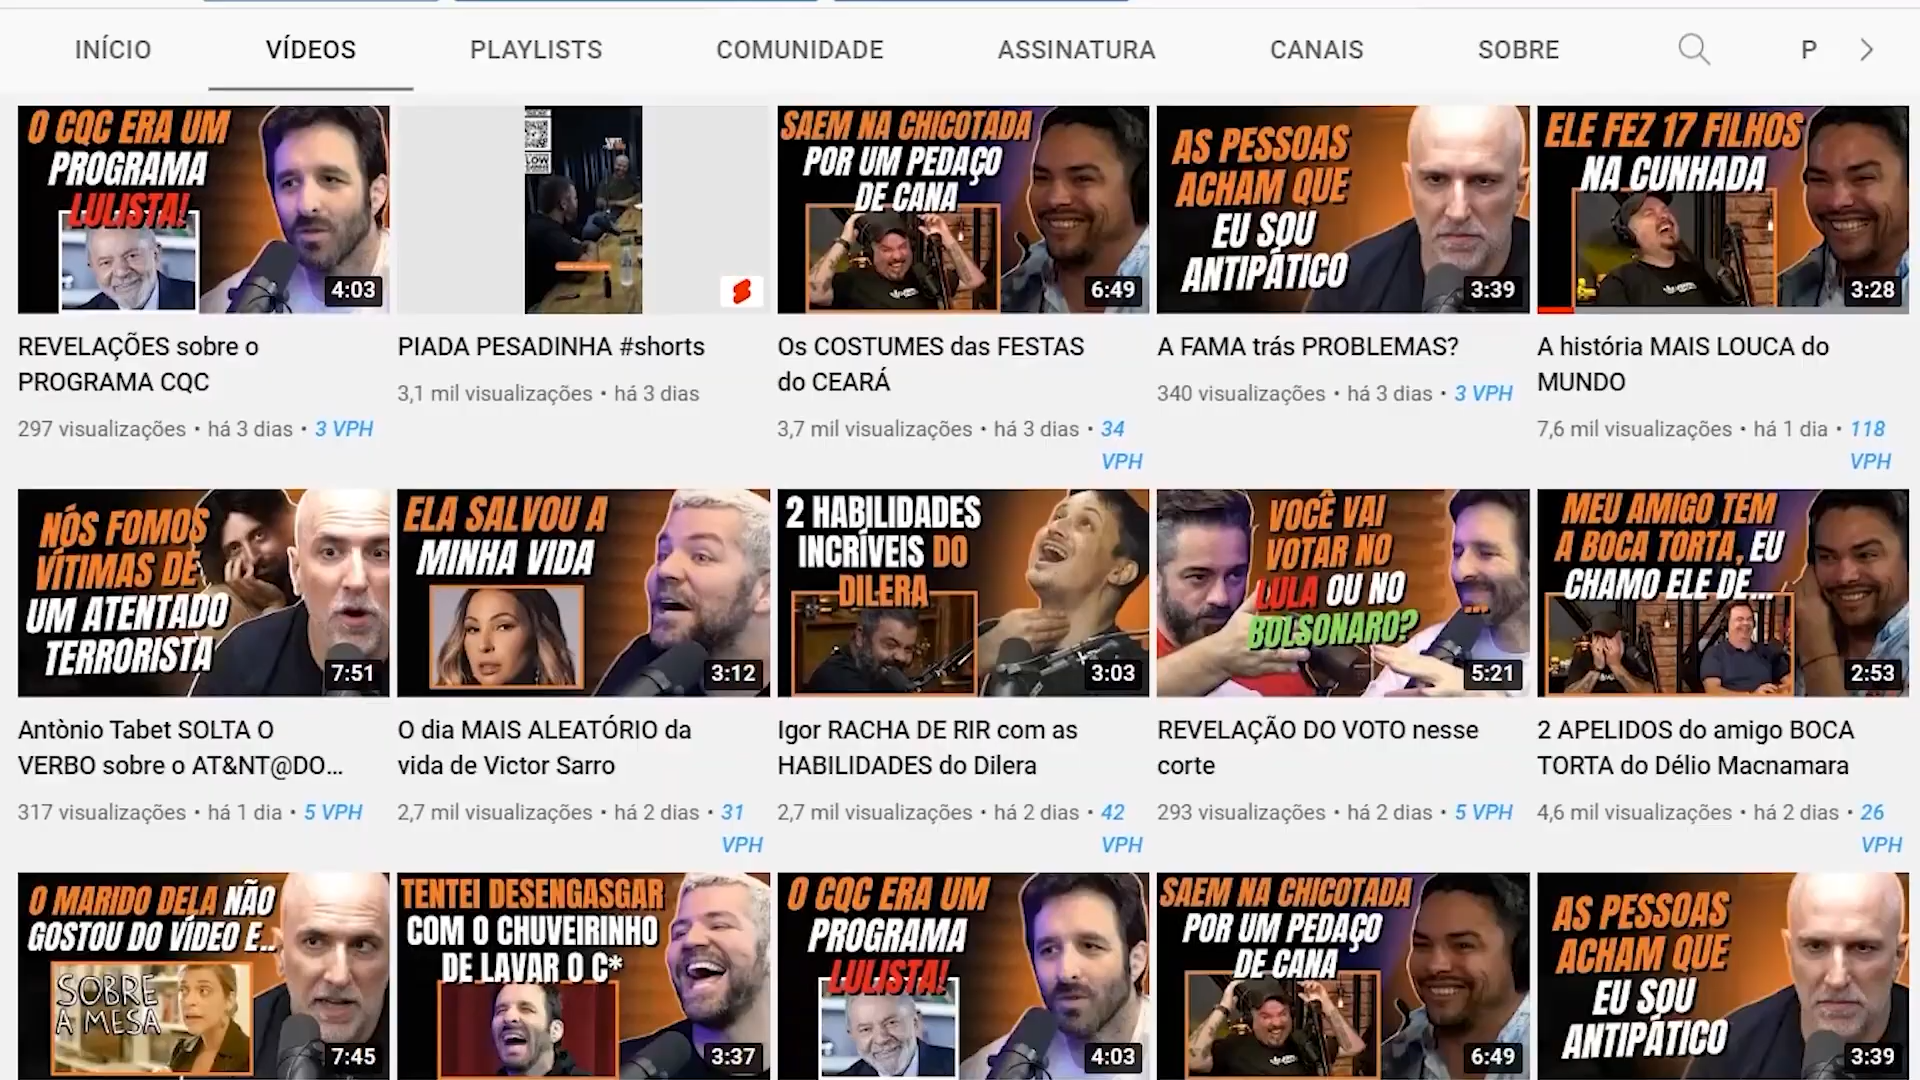 INÍCIO VÍDEOS PLAYLISTS COMUNIDADE ASSINATURA CANAIS SOBRE P
O CQC ERA UM
PROGRAMA
LULISTA!
4:03
LOW
SAEM NA CHICOTADA
POR UM PEDAÇO
DE CANA
6:49
AS PESSOAS
ACHAM QUE
EU SOU
ANTIPÁTICO
3:39
ELE FEZ 17 FILHOS
NA CUNHADA
3:28
REVELAÇÕES sobre o
PROGRAMA CQC
297 visualizações • há 3 dias • 3 VPH
PIADA PESADINHA #shorts
3,1 mil visualizações • há 3 dias
Os COSTUMES das FESTAS
do CEARÁ
3,7 mil visualizações • há 3 dias • 34
VPH
A FAMA trás PROBLEMAS?
340 visualizações • há 3 dias • 3 VPH
A história MAIS LOUCA do
MUNDO
7,6 mil visualizações • há 1 dia • 118
VPH
NÓS FOMOS
VÍTIMAS DE
UM ATENTADO
TERRORISTA
7:51
ELA SALVOU A
MINHA VIDA
3:12
2 HABILIDADES
INCRÍVEIS DO
DILERA
3:03
VOCÊ VAI
VOTAR NO
LULA OU NO
BOLSONARO?
...
5:21
MEU AMIGO TEM
A BOCA TORTA, EU
CHAMO ELE DE...
2:53
Antònio Tabet SOLTA O
VERBO sobre o AT&NT@DO...
317 visualizações • há 1 dia • 5 VPH
O dia MAIS ALEATÓRIO da
vida de Victor Sarro
2,7 mil visualizações • há 2 dias • 31
VPH
Igor RACHA DE RIR com as
HABILIDADES do Dilera
2,7 mil visualizações • há 2 dias • 42
VPH
REVELAÇÃO DO VOTO nesse
corte
293 visualizações • há 2 dias • 5 VPH
2 APELIDOS do amigo BOCA
TORTA do Délio Macnamara
4,6 mil visualizações • há 2 dias • 26
VPH
O MARIDO DELA NÃO
GOSTOU DO VÍDEO E..
SOBRE
A MESA
7:45
TENTEI DESENGASGAR
COM O CHUVEIRINHO
DE LAVAR O C*
3:37
O CQC ERA UM
PROGRAMA
LULISTA!
4:03
SAEM NA CHICOTADA
POR UM PEDAÇO
DE CANA
6:49
AS PESSOAS
ACHAM QUE
EU SOU
ANTIPÁTICO
3:39